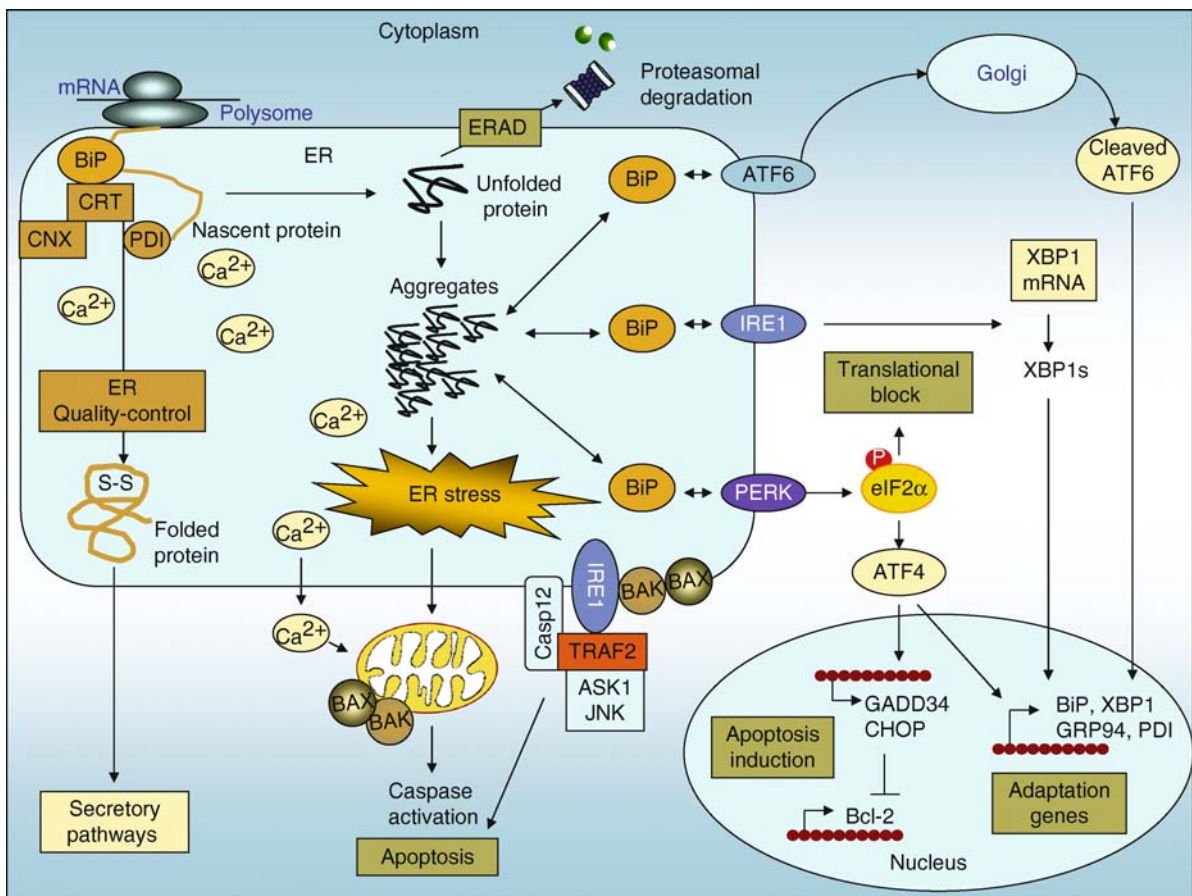 Cytoplasm
mRNA
Polysome
Proteasomal
degradation
Golgi
ERAD
Cleaved
ATF6
BiP
ER
CRT
CNX
PDI
Nascent protein
Unfolded
protein
BiP
ATF6
Ca2+
Ca2+
Ca2+
Aggregates
BiP
IRE1
XBP1
mRNA
XBP1s
Translational
block
ER
Quality-control
Ca2+
S-S
Folded
protein
ER stress
BiP
PERK
P
eIF2α
ATF4
Ca2+
Ca2+
BAX
BAK
Casp12
IRE1
BAK
BAX
TRAF2
ASK1
JNK
GADD34
CHOP
BiP, XBP1
GRP94, PDI
Apoptosis
induction
Adaptation
genes
Bcl-2
Nucleus
Secretory
pathways
Caspase
activation
Apoptosis